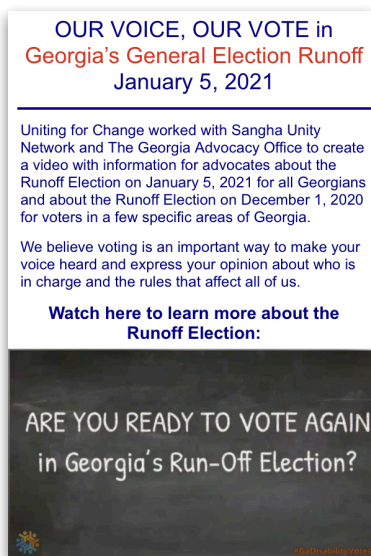 OUR VOICE, OUR VOTE in
Georgia's General Election Runoff
January 5, 2021
Uniting for Change worked with Sangha Unity
Network and The Georgia Advocacy Office to create
a video with information for advocates about the
Runoff Election on January 5, 2021 for all Georgians
and about the Runoff Election on December 1, 2020
for voters in a few specific areas of Georgia.
We believe voting is an important way to make your
voice heard and express your opinion about who is
in charge and the rules that affect all of us.
Watch here to learn more about the
Runoff Election:
ARE YOU READY TO VOTE AGAIN
in Georgia's Run-Off Election?
#GaDisabilityVotes